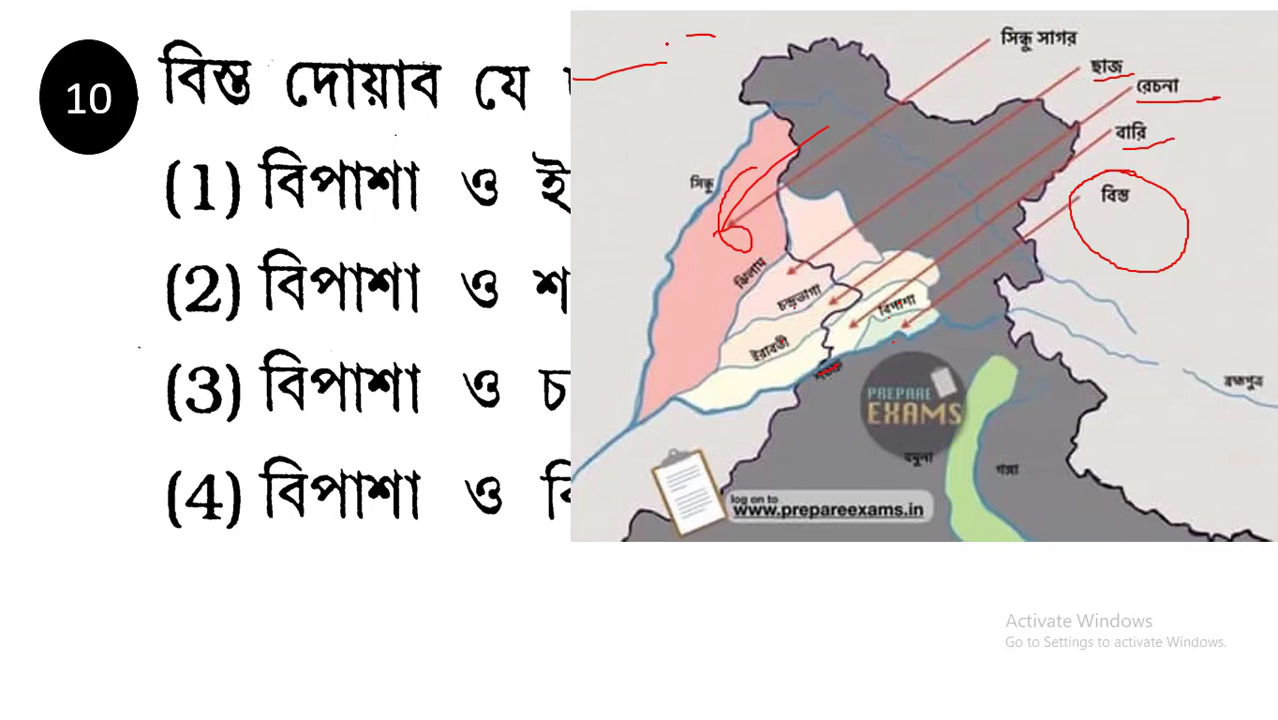 10
বিস্ত দোয়াব যে
(1) বিপাশা ও ই
(2) বিপাশা ও শ
(3) বিপাশা ও চ
(4) বিপাশা ও বি
সিন্ধু সাগর
ছাজ
রেচনা
বারি
বিস্ত
সিন্ধু
ঝিলাম
চন্দ্রভাগা
বিপাশা
ইরাবতী
ব্রহ্মপুত্র
যমুনা
গঙ্গা
PREPARE
EXAMS
log on to
www.prepareexams.in
Activate Windows
Go to Settings to activate Windows.